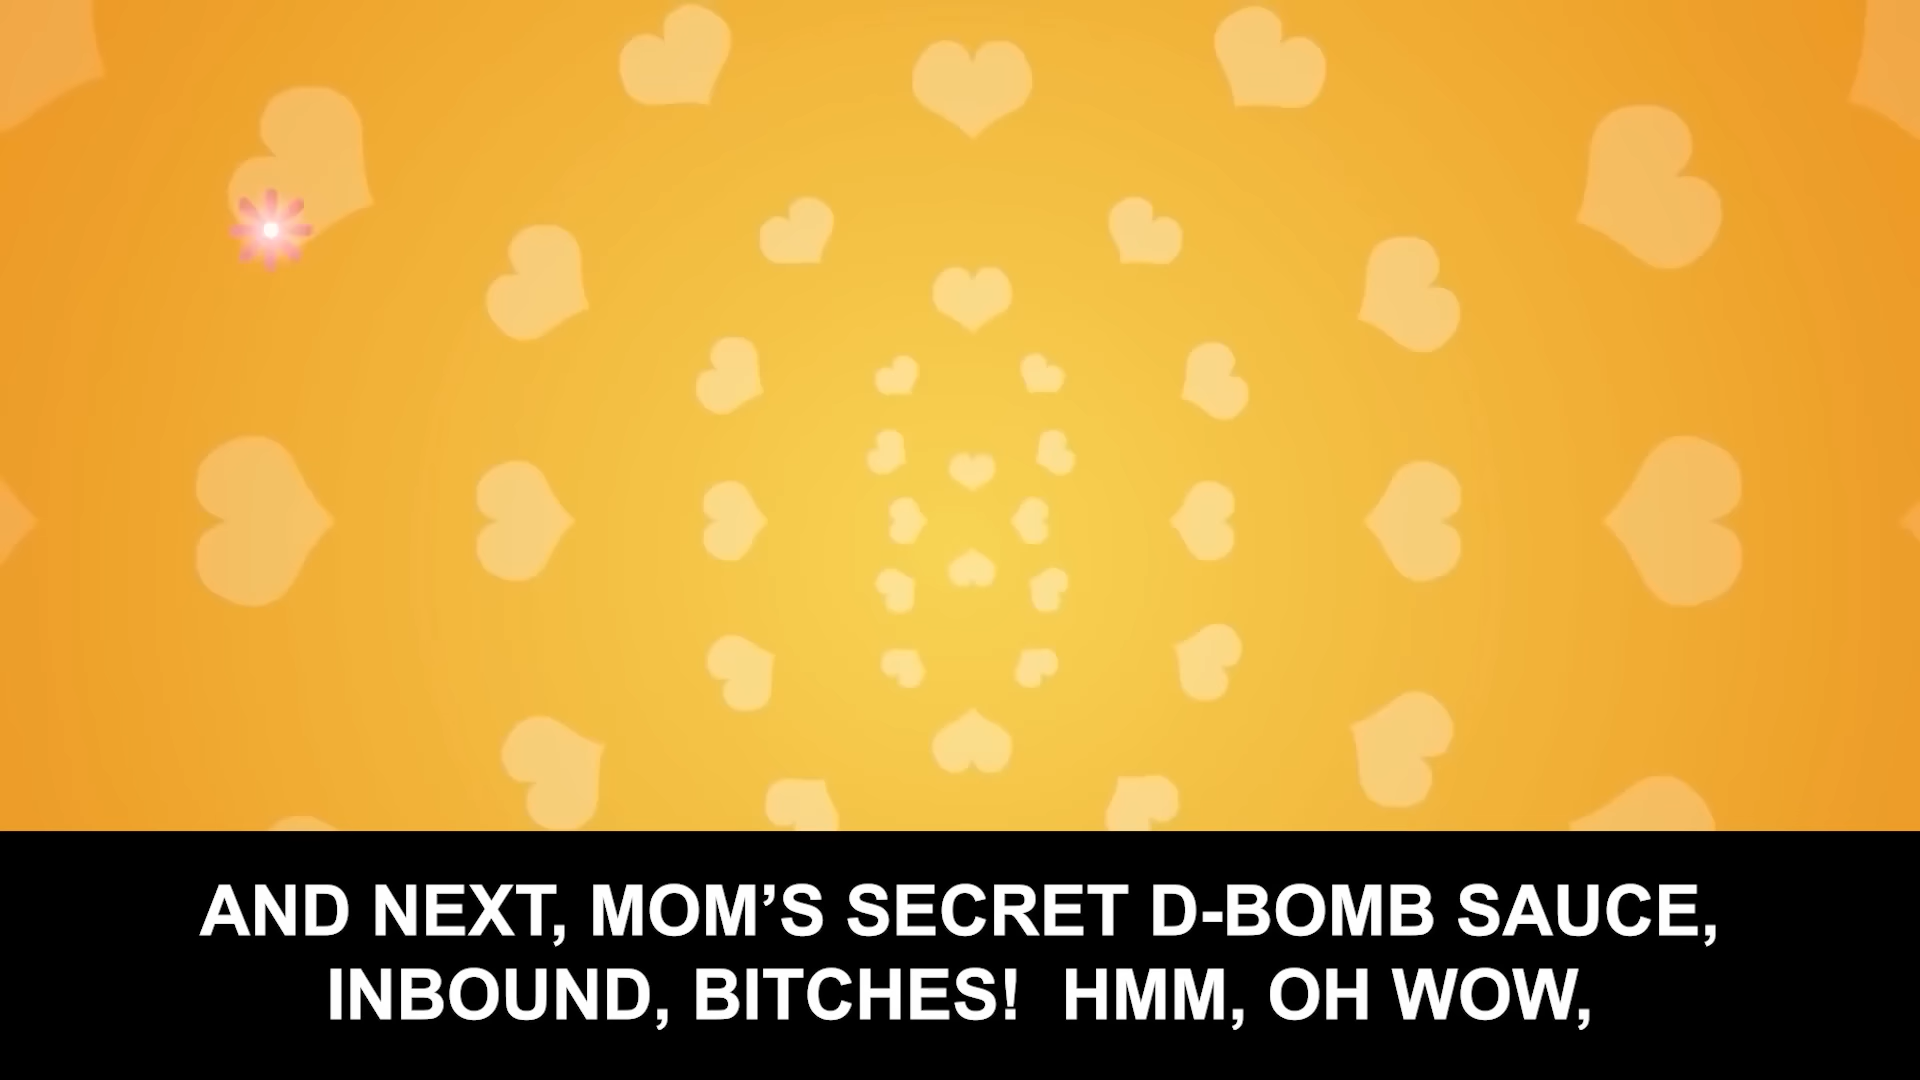 AND NEXT, MOM’S SECRET D-BOMB SAUCE,
INBOUND, BITCHES!  HMM, OH WOW,